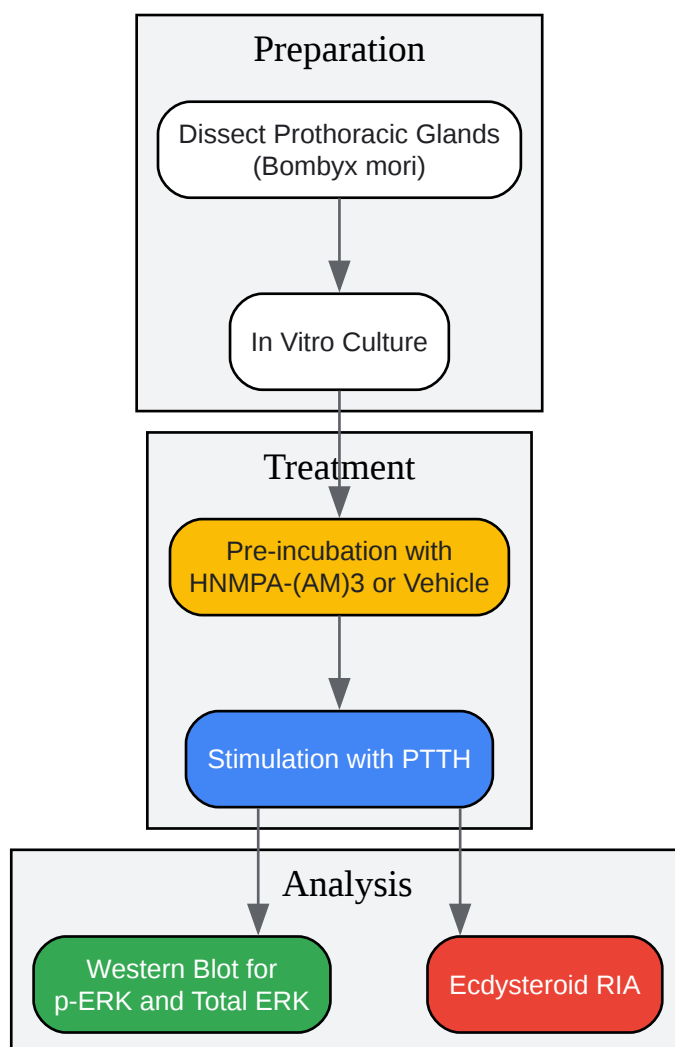 Preparation
Dissect Prothoracic Glands
(Bombyx mori)
In Vitro Culture
Treatment
Pre-incubation with
HNMPA-(AM)3 or Vehicle
Stimulation with PTTH
Analysis
Western Blot for
p-ERK and Total ERK
Ecdysteroid RIA